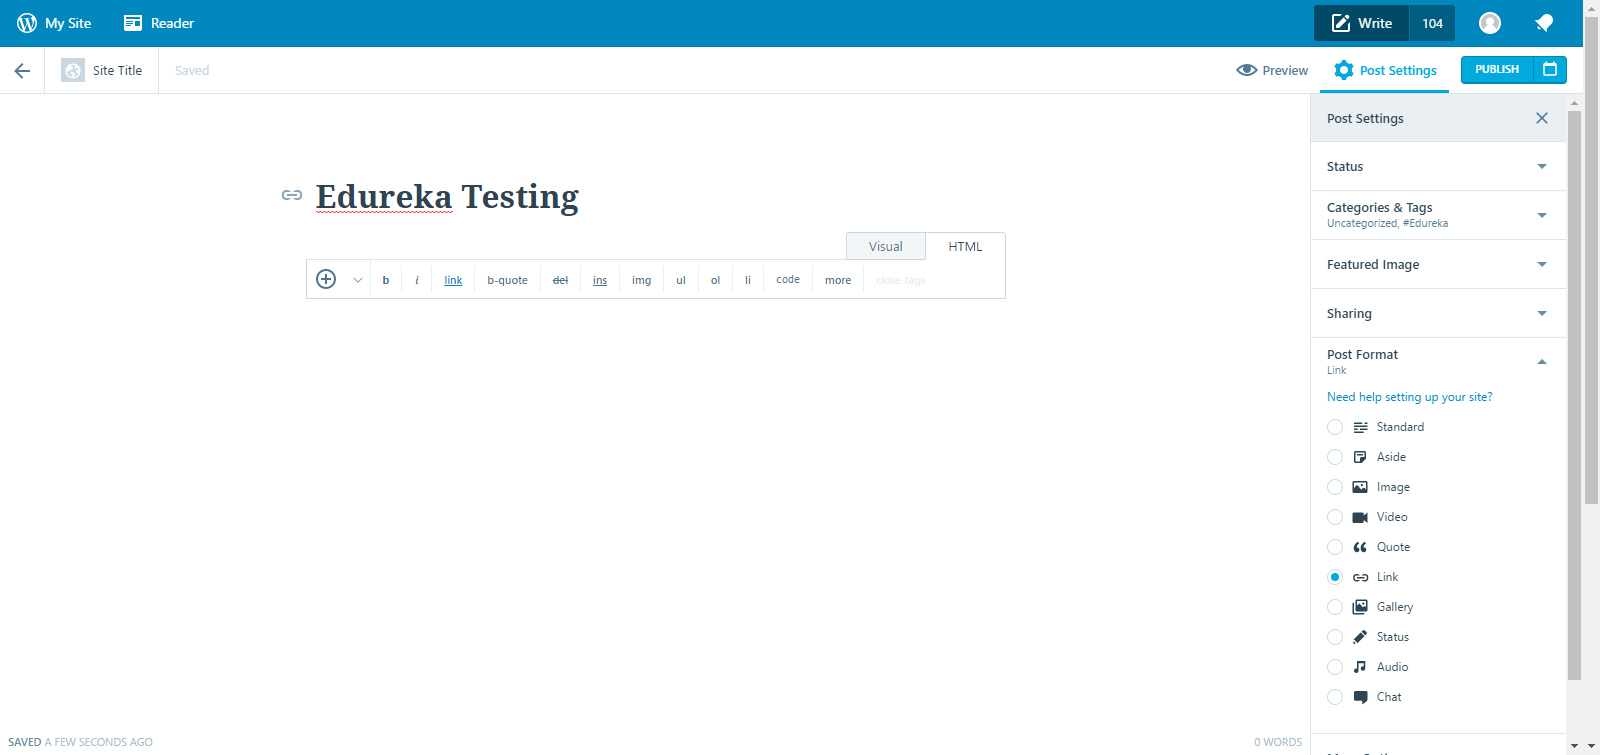 My Site Reader Write 104
Site Title Saved Preview Post Settings PUBLISH
Post Settings
Status
Categories & Tags
Uncategorized, #Edureka
Featured Image
Sharing
Post Format
Link
Need help setting up your site?
Standard
Aside
Image
Video
Quote
Link
Gallery
Status
Audio
Chat
Edureka Testing
Visual HTML
b i link b-quote del ins img ul ol li code more close tags
SAVED A FEW SECONDS AGO
0 WORDS